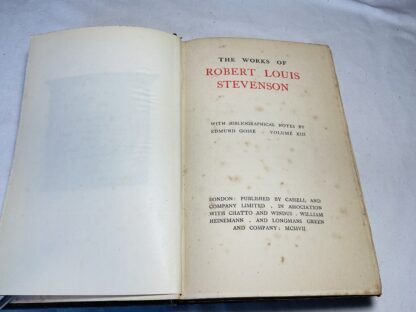 THE WORKS OF
ROBERT LOUIS
STEVENSON
WITH BIBLIOGRAPHICAL NOTES BY
EDMUND GOSSE . VOLUME XIII
LONDON: PUBLISHED BY CASELL AND
COMPANY LIMITED . IN ASSOCIATION
WITH CHATTO AND WINDUS . WILLIAM
HEINEMANN . AND LONGMANS GREEN
AND COMPANY: MCMVII